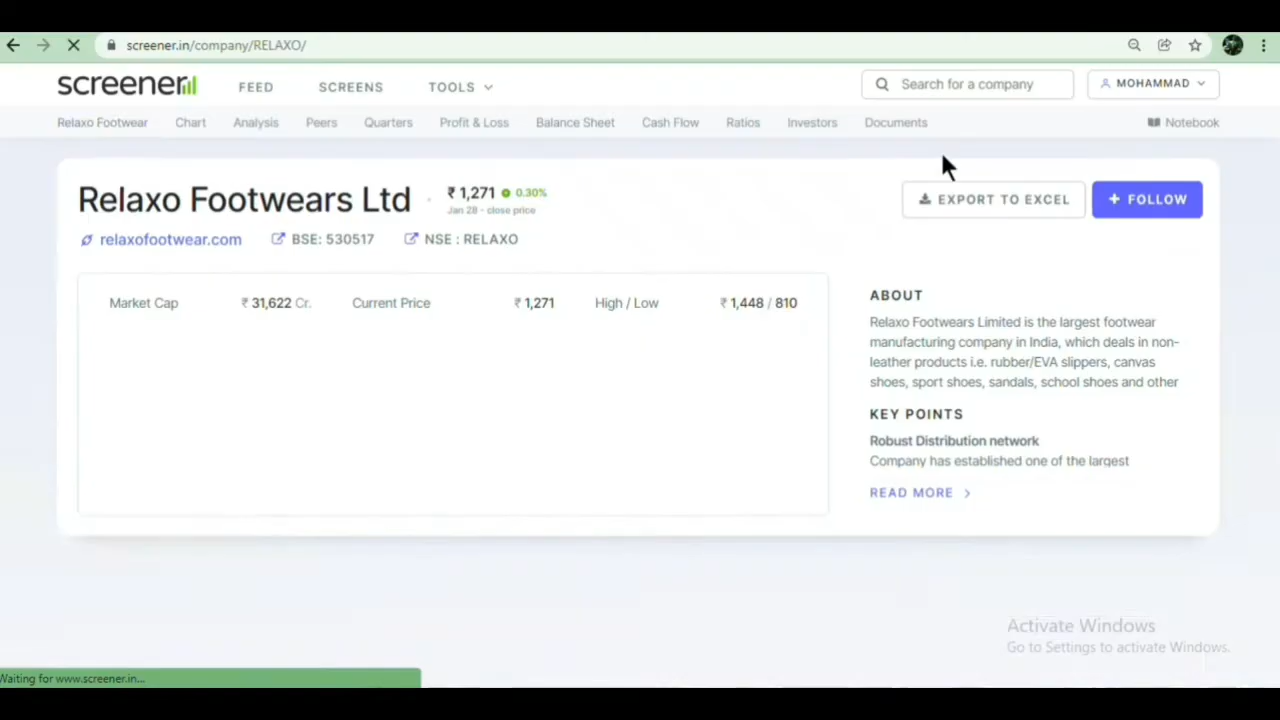 screener.in/company/RELAXO/
screener FEED SCREENS TOOLS Search for a company MOHAMMAD
Relaxo Footwear Chart Analysis Peers Quarters Profit & Loss Balance Sheet Cash Flow Ratios Investors Documents Notebook
Relaxo Footwears Ltd ₹ 1,271 0.30%
Jan 28 - close price
EXPORT TO EXCEL + FOLLOW
relaxofootwear.com BSE: 530517 NSE : RELAXO
Market Cap ₹ 31,622 Cr. Current Price ₹ 1,271 High / Low ₹ 1,448 / 810
ABOUT
Relaxo Footwears Limited is the largest footwear
manufacturing company in India, which deals in non-
leather products i.e. rubber/EVA slippers, canvas
shoes, sport shoes, sandals, school shoes and other
KEY POINTS
Robust Distribution network
Company has established one of the largest
READ MORE
Activate Windows
Go to Settings to activate Windows.
Waiting for www.screener.in...